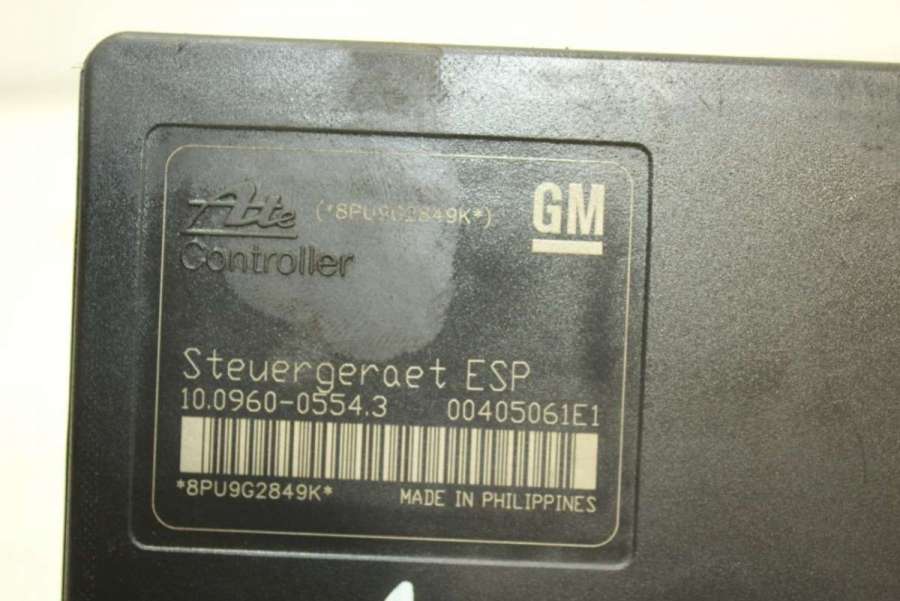 Ate (*8PU9G2849K*) GM
Controller
Steuergeraet ESP
10.0960-0554.3 00405061E1
*8PU9G2849K* MADE IN PHILIPPINES